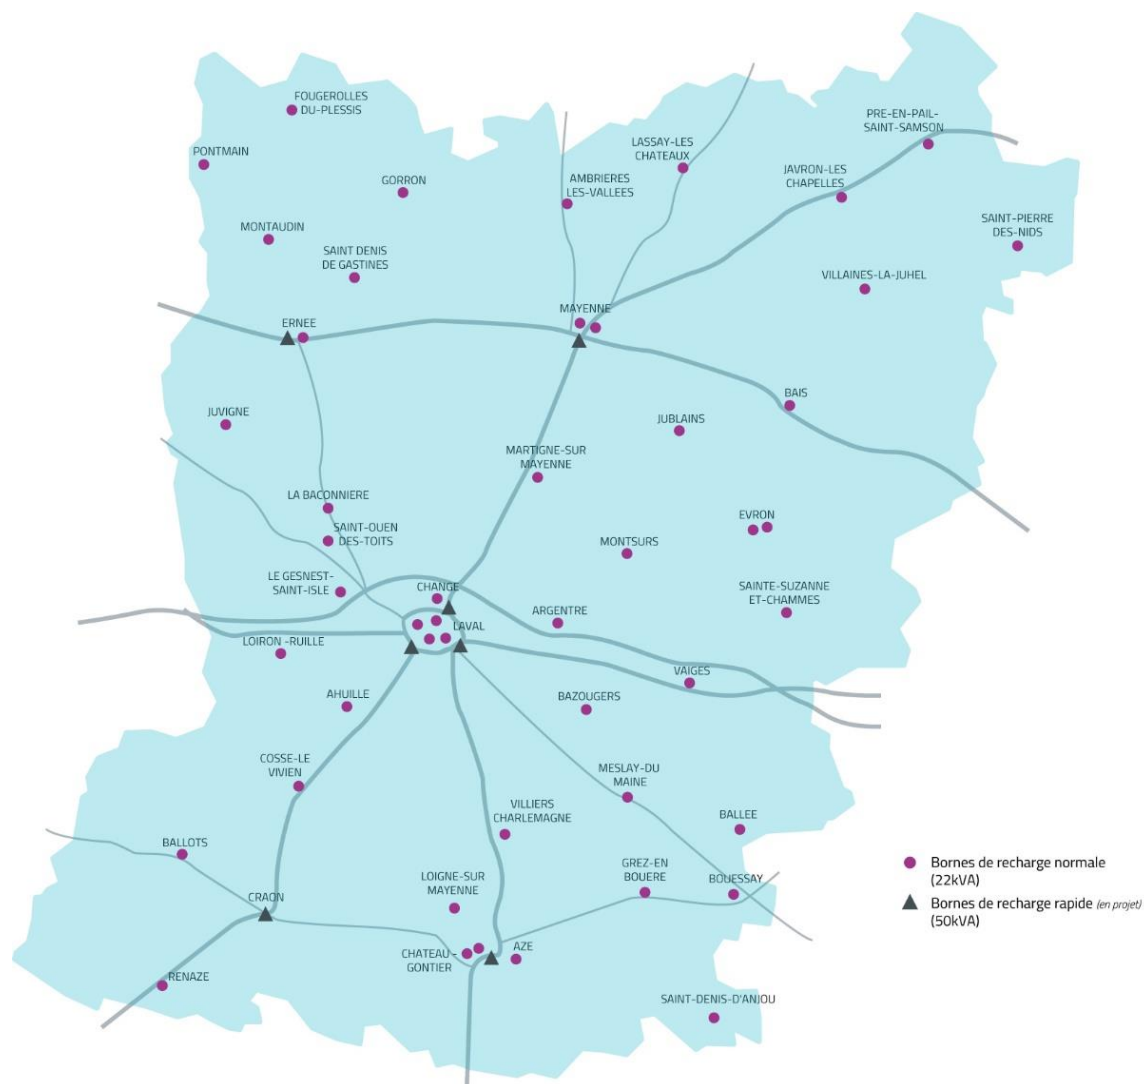 FOUGEROLLES
DU-PLESSIS
PRE-EN-PAIL-
SAINT-SAMSON
LASSAY-LES
CHATEAUX
PONTMAIN
GORRON
AMBRIERES
LES-VALLEES
JAVRON-LES
CHAPELLES
MONTAUDIN
SAINT-PIERRE
DES-NIDS
SAINT DENIS
DE GASTINES
VILLAINES-LA-JUHEL
MAYENNE
ERNEE
BAIS
JUVIGNE
JUBLAINS
MARTIGNE-SUR
MAYENNE
LA BACONNIERE
EVRON
SAINT-OUEN
DES-TOITS
MONTSURS
LE GESNEST-
SAINT-ISLE
CHANGE
SAINTE-SUZANNE
ET-CHAMMES
ARGENTRE
LAVAL
LOIRON -RUILLE
VAIGES
AHUILLE
BAZOUGERS
COSSE-LE
VIVIEN
MESLAY-DU
MAINE
VILLIERS
CHARLEMAGNE
BALLEE
BALLOTS
GREZ-EN
BOUERE
LOIGNE-SUR
MAYENNE
BOUESSAY
CRAON
CHATEAU -
GONTIER
AZE
RENAZE
SAINT-DENIS-D'ANJOU
Bornes de recharge normale
(22kVA)
Bornes de recharge rapide (en projet)
(50kVA)